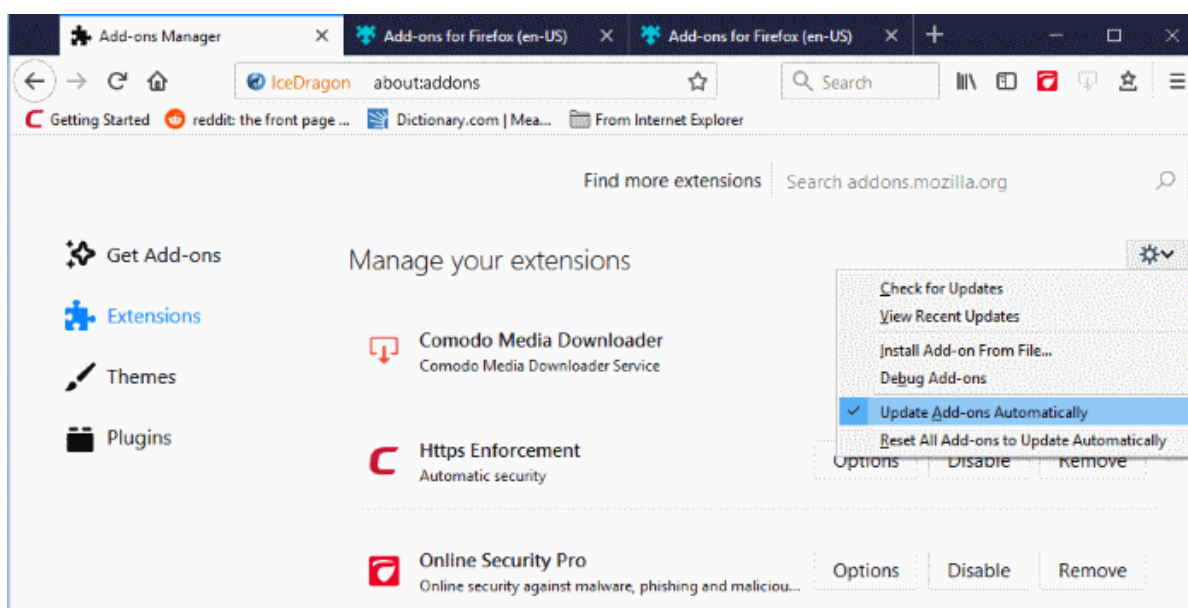 Add-ons Manager
Add-ons for Firefox (en-US)
Add-ons for Firefox (en-US)
IceDragon about:addons
Search
Getting Started
reddit: the front page ...
Dictionary.com | Mea...
From Internet Explorer
Find more extensions
Search addons.mozilla.org
Get Add-ons
Extensions
Themes
Plugins
Manage your extensions
Check for Updates
View Recent Updates
Install Add-on From File...
Debug Add-ons
Update Add-ons Automatically
Reset All Add-ons to Update Automatically
Comodo Media Downloader
Comodo Media Downloader Service
Https Enforcement
Automatic security
Options Disable Remove
Online Security Pro
Online security against malware, phishing and maliciou...
Options Disable Remove